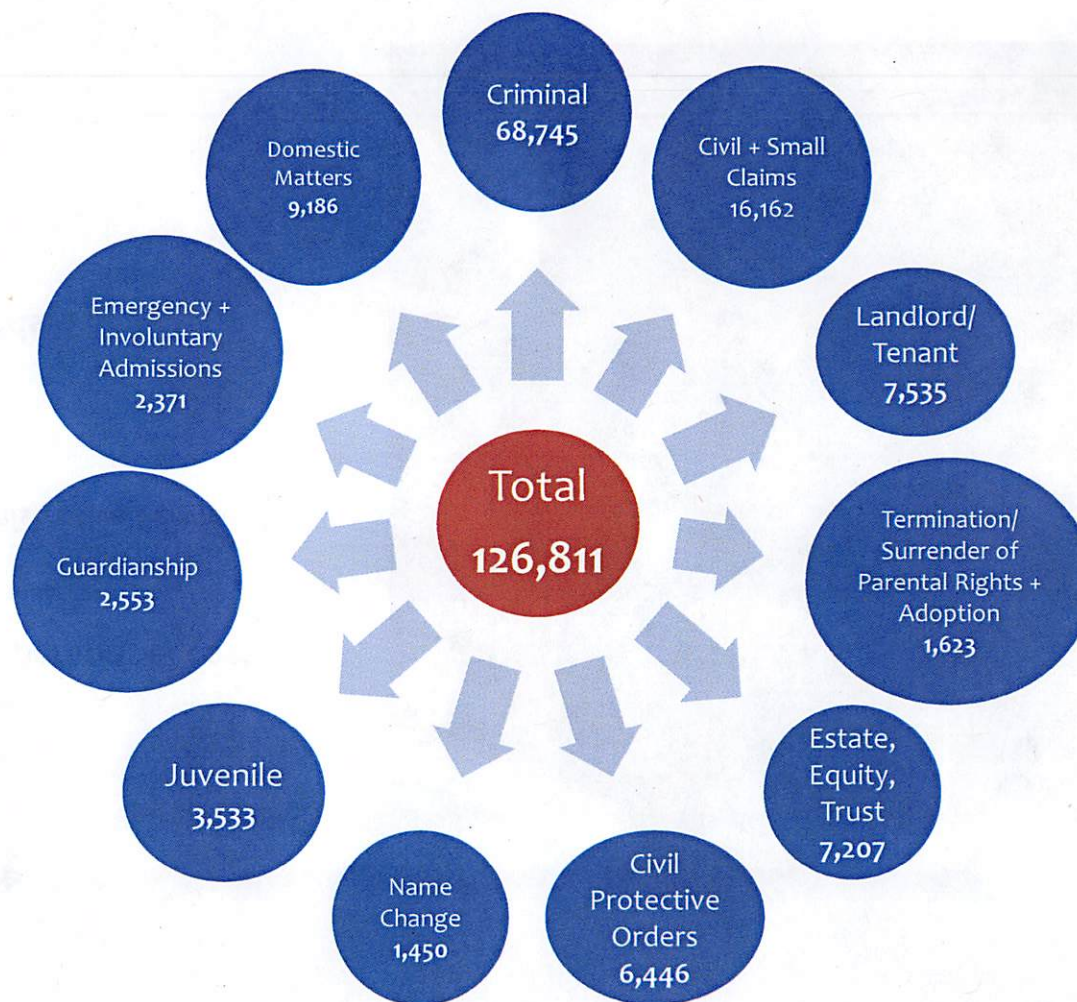 Criminal
68,745
Civil + Small
Claims
16,162
Landlord/
Tenant
7,535
Termination/
Surrender of
Parental Rights +
Adoption
1,623
Estate,
Equity,
Trust
7,207
Civil
Protective
Orders
6,446
Name
Change
1,450
Juvenile
3,533
Guardianship
2,553
Emergency +
Involuntary
Admissions
2,371
Domestic
Matters
9,186
Total
126,811